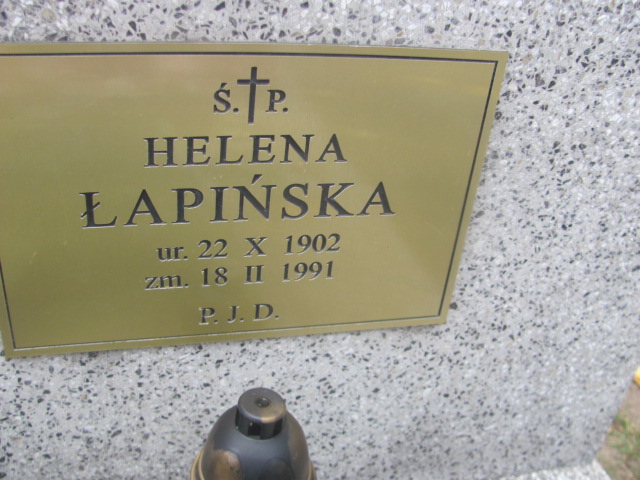 Ś.†P.
HELENA
ŁAPIŃSKA
ur. 22 X 1902
zm. 18 II 1991
P. J. D.